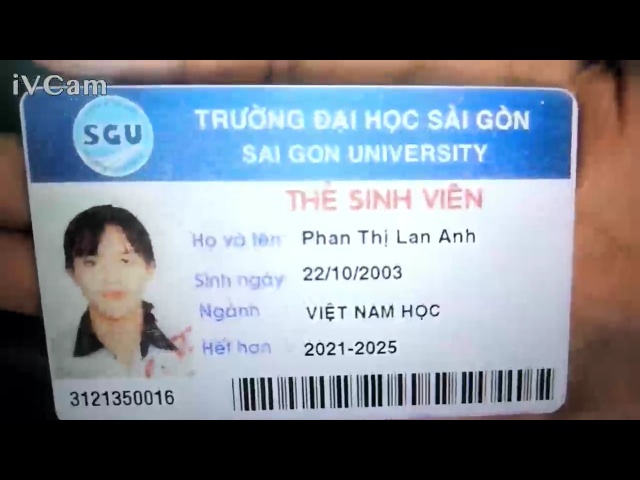 iVCam
SGU
TRƯỜNG ĐẠI HỌC SÀI GÒN
SAI GON UNIVERSITY
THẺ SINH VIÊN
Họ và tên Phan Thị Lan Anh
Sinh ngày 22/10/2003
Ngành VIỆT NAM HỌC
Hết hạn 2021-2025
3121350016